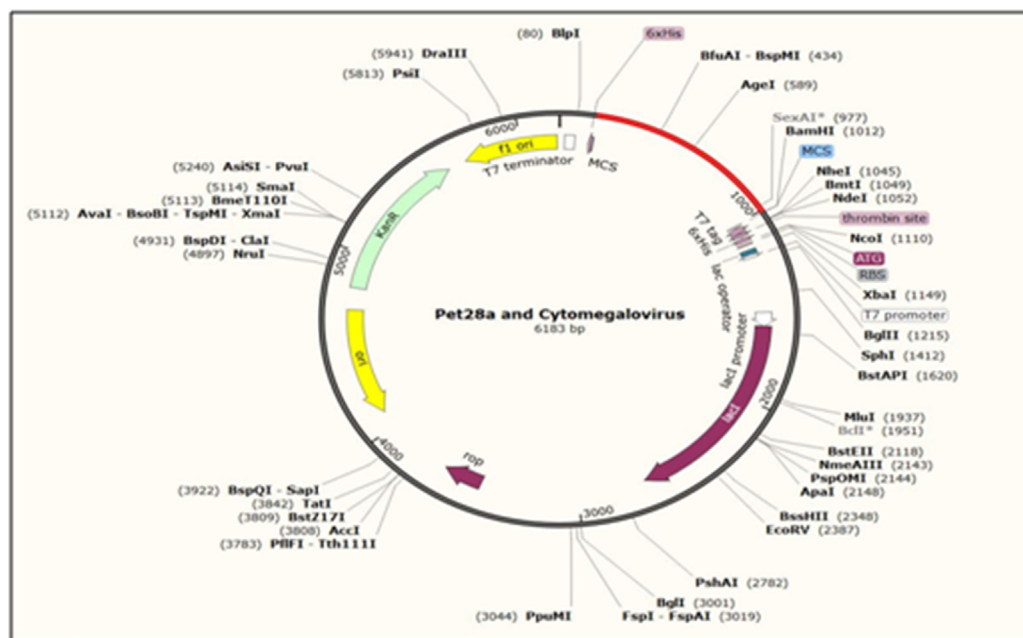 (80) BlpI
6xHis
(5941) DraIII
BfuAI - BspMI (434)
(5813) PsiI
AgeI (589)
SexAI* (977)
BamHI (1012)
MCS
NheI (1045)
BmtI (1049)
NdeI (1052)
thrombin site
NcoI (1110)
ATG
RBS
XbaI (1149)
T7 promoter
BglII (1215)
SphI (1412)
BstAPI (1620)
MluI (1937)
BclI* (1951)
BstEII (2118)
NmeAIII (2143)
PspOMI (2144)
ApaI (2148)
BssHII (2348)
EcoRV (2387)
PshAI (2782)
BglI (3001)
FspI - FspAI (3019)
(3044) PpuMI
(3783) PflFI - Tth111I
(3808) AccI
(3809) BstZ17I
(3842) TatI
(3922) BspQI - SapI
(4897) NruI
(4931) BspDI - ClaI
(5112) AvaI - BsoBI - TspMI - XmaI
(5113) BmeT110I
(5114) SmaI
(5240) AsiSI - PvuI
6000
f1 ori
T7 terminator
MCS
1000
T7 tag
6xHis
lac operator
lacI promoter
lacI
2000
3000
rop
4000
ori
5000
KanR
Pet28a and Cytomegalovirus
6183 bp